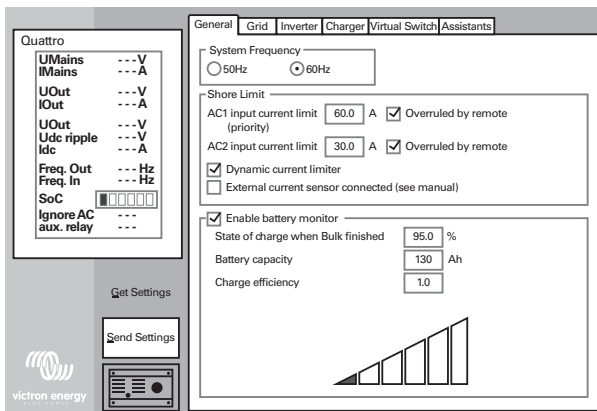 Quattro
UMains ---V
IMains ---A
UOut ---V
IOut ---A
UOut ---V
Udc ripple ---V
Idc ---A
Freq. Out --- Hz
Freq. In --- Hz
SoC
Ignore AC ---
aux. relay ---
Get Settings
Send Settings
victron energy
General Grid Inverter Charger Virtual Switch Assistants
System Frequency
50Hz 60Hz
Shore Limit
AC1 input current limit 60.0 A Overruled by remote
(priority)
AC2 input current limit 30.0 A Overruled by remote
Dynamic current limiter
External current sensor connected (see manual)
Enable battery monitor
State of charge when Bulk finished 95.0 %
Battery capacity 130 Ah
Charge efficiency 1.0